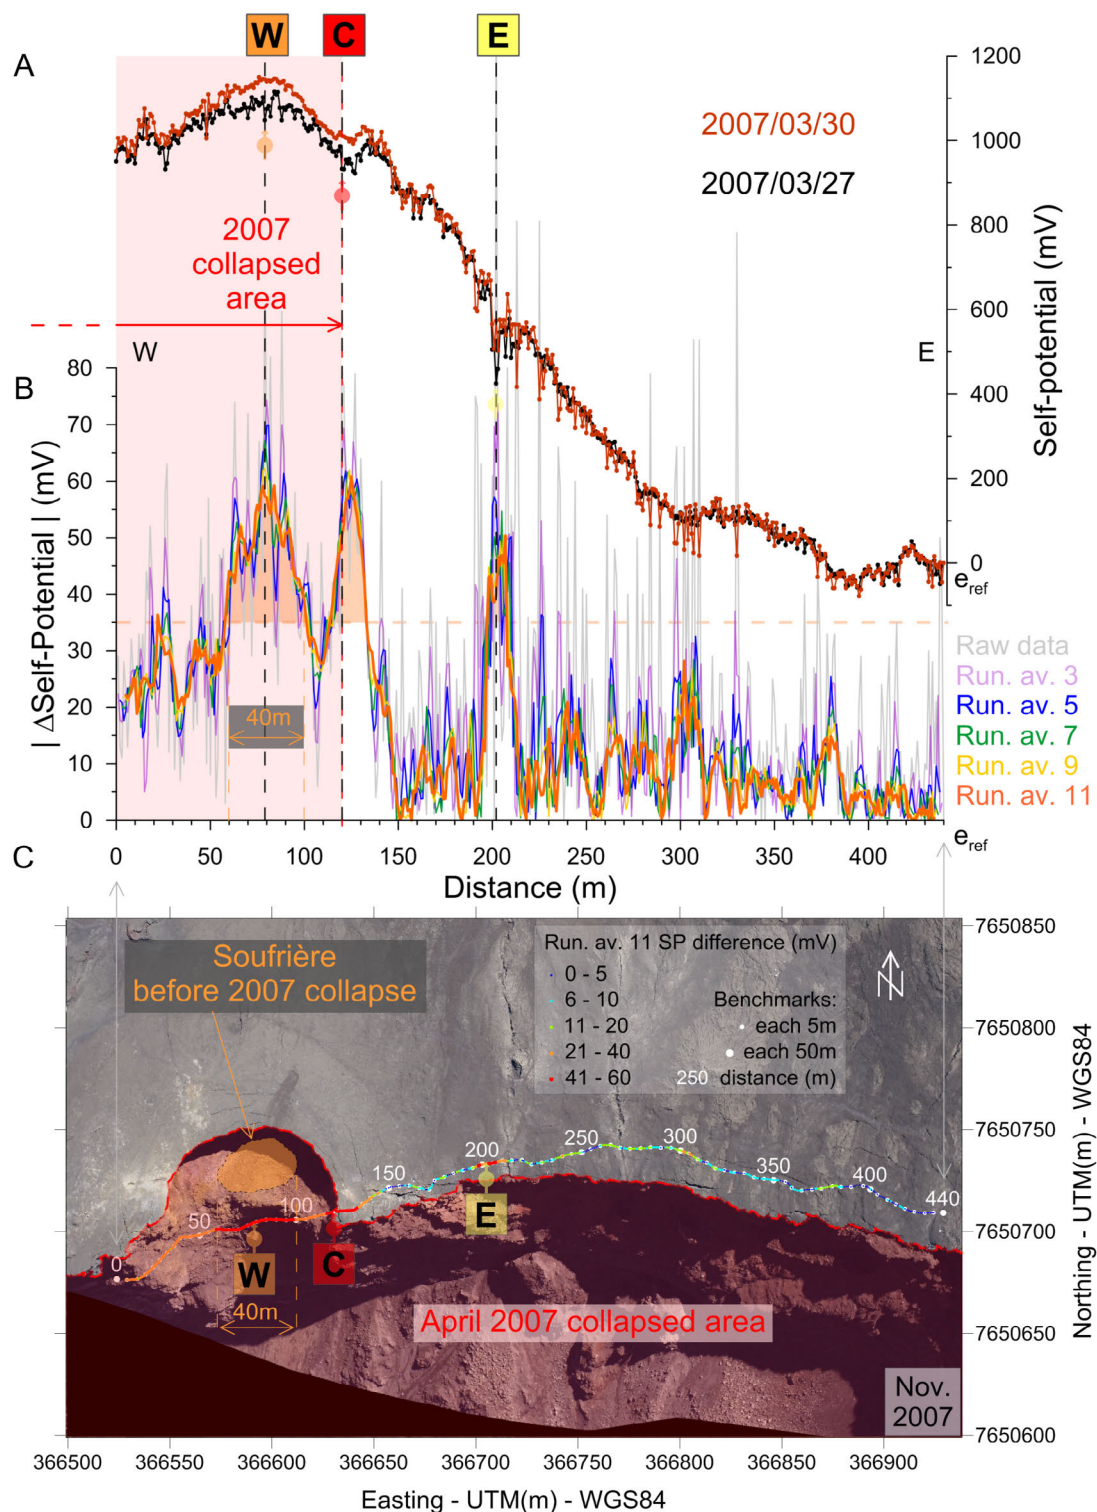 W C E
A
1200
1000
800
600
400
200
0
e_ref
Self-potential (mV)
2007/03/30
2007/03/27
2007
collapsed
area
W E
B
80
70
60
50
40
30
20
10
0
| ΔSelf-Potential | (mV)
40m
Raw data
Run. av. 3
Run. av. 5
Run. av. 7
Run. av. 9
Run. av. 11
e_ref
0 50 100 150 200 250 300 350 400
Distance (m)
C
Soufrière
before 2007 collapse
Run. av. 11 SP difference (mV)
0 - 5
6 - 10
11 - 20
21 - 40
41 - 60
Benchmarks:
each 5m
each 50m
250 distance (m)
N
7650850
7650800
7650750
7650700
7650650
7650600
Northing - UTM(m) - WGS84
0 50 100 150 200 250 300 350 400 440
W C E
40m
April 2007 collapsed area
Nov.
2007
366500 366550 366600 366650 366700 366750 366800 366850 366900
Easting - UTM(m) - WGS84